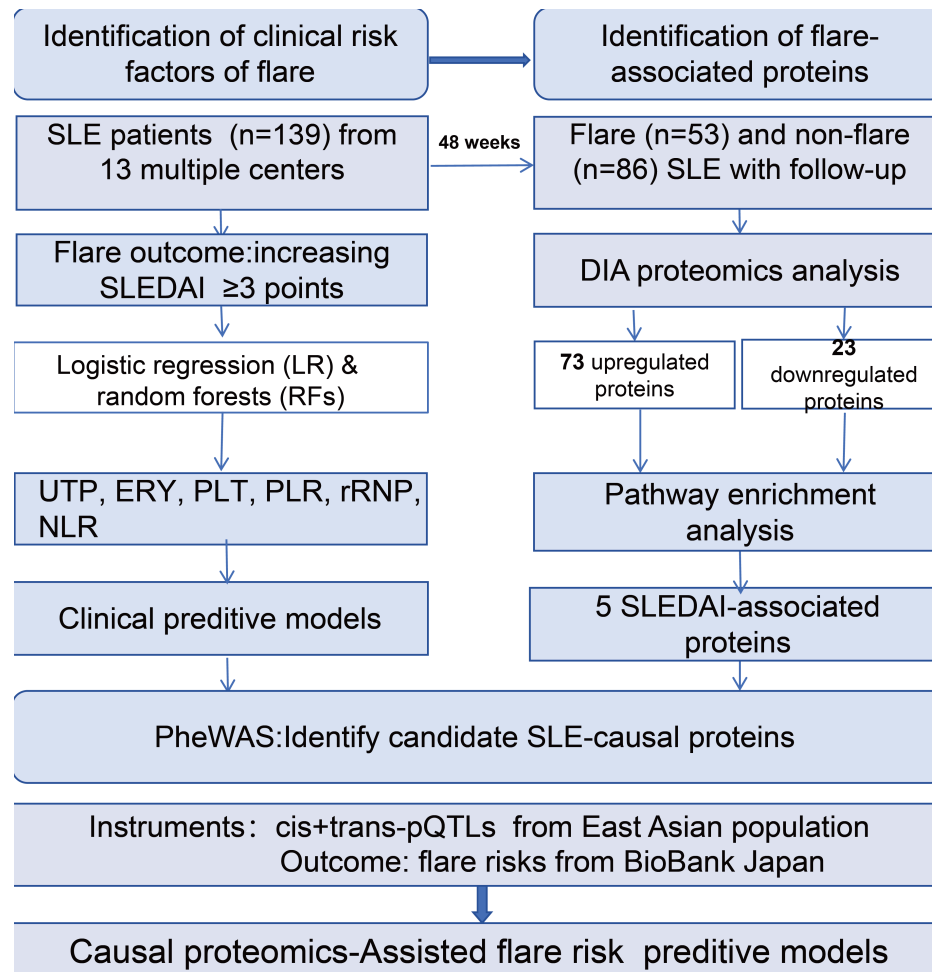 Identification of clinical risk
factors of flare
Identification of flare-
associated proteins
SLE patients (n=139) from
13 multiple centers
48 weeks
Flare (n=53) and non-flare
(n=86) SLE with follow-up
Flare outcome:increasing
SLEDAI ≥3 points
DIA proteomics analysis
Logistic regression (LR) &
random forests (RFs)
73 upregulated
proteins
23
downregulated
proteins
UTP, ERY, PLT, PLR, rRNP,
NLR
Pathway enrichment
analysis
Clinical preditive models
5 SLEDAI-associated
proteins
PheWAS:Identify candidate SLE-causal proteins
Instruments: cis+trans-pQTLs from East Asian population
Outcome: flare risks from BioBank Japan
Causal proteomics-Assisted flare risk preditive models